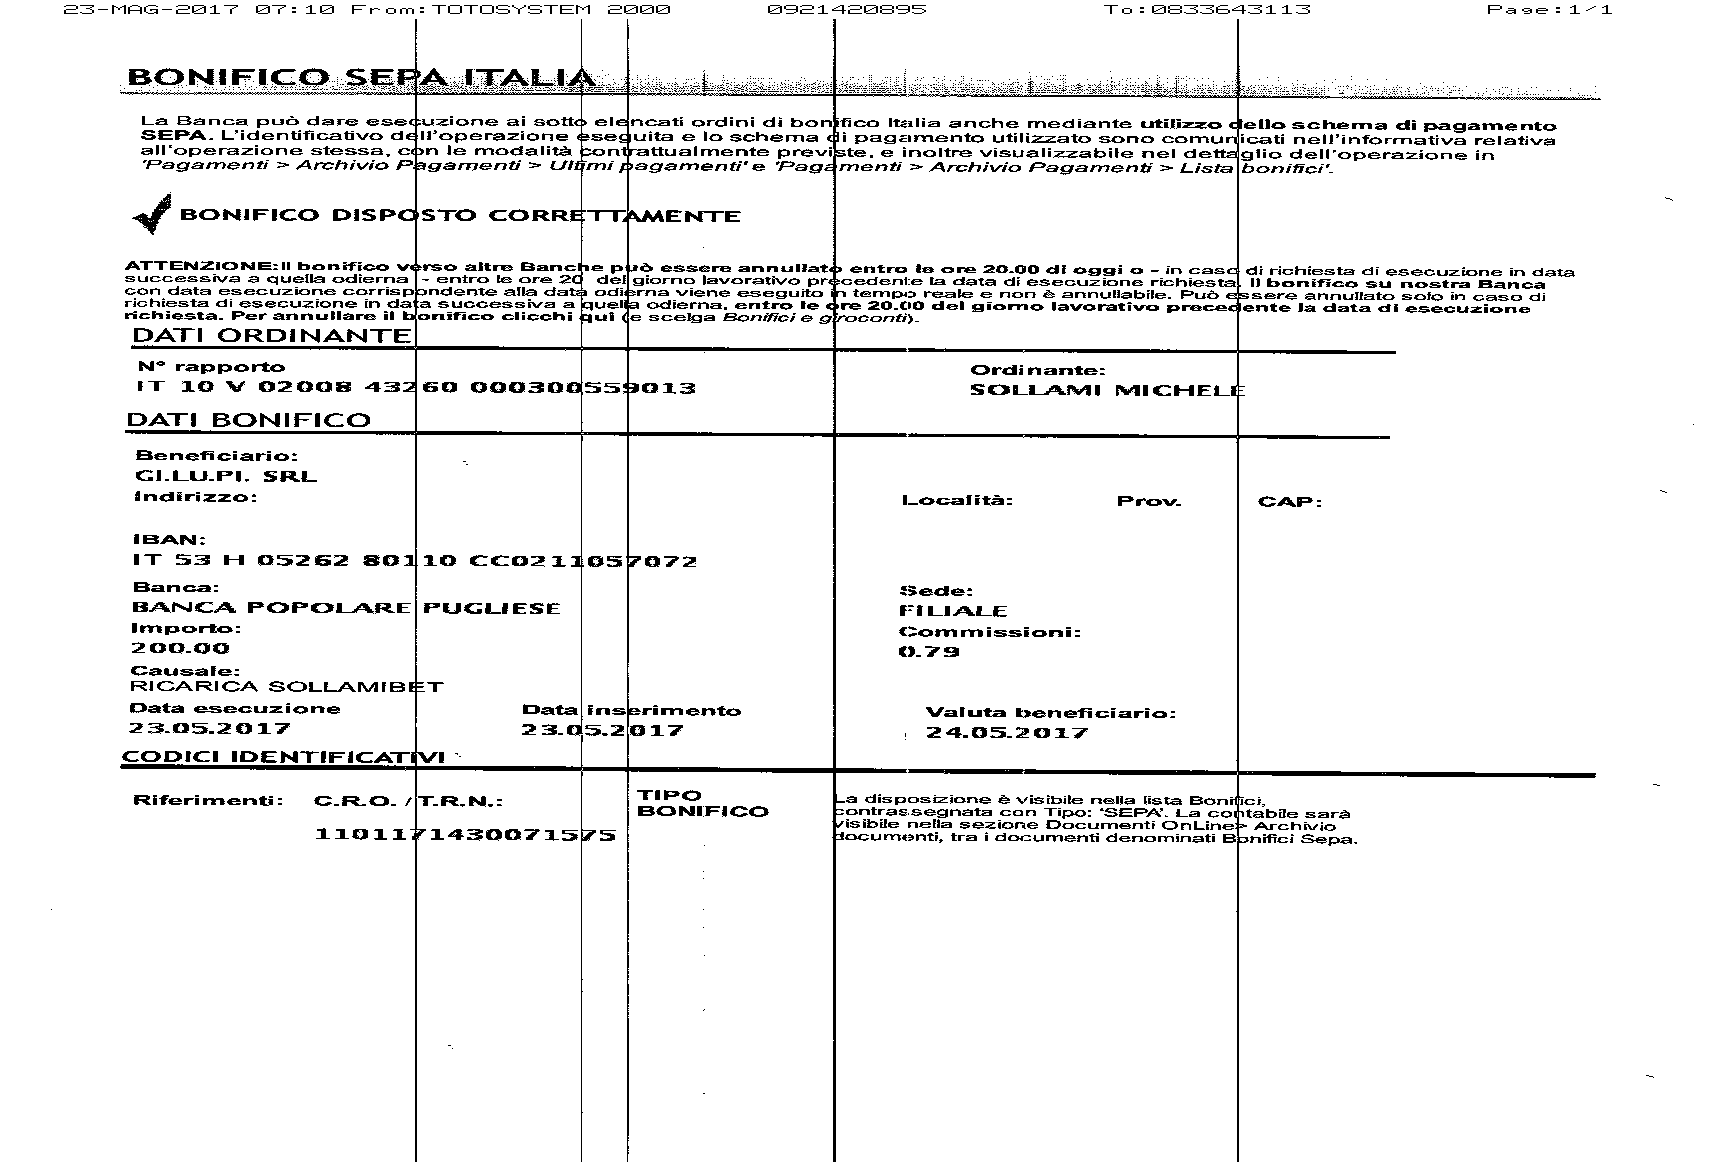 23-MAG-2017 07:10 From:TOTOSYSTEM 2000 0921420895 To:0833643113 Page:1/1
BONIFICO SEPA ITALIA
La Banca può dare esecuzione ai sotto elencati ordini di bonifico Italia anche mediante utilizzo dello schema di pagamento
SEPA. L'identificativo dell'operazione eseguita e lo schema di pagamento utilizzato sono comunicati nell'informativa relativa
all'operazione stessa, con le modalità contrattualmente previste, e inoltre visualizzabile nel dettaglio dell'operazione in
'Pagamenti > Archivio Pagamenti > Ultimi pagamenti' e 'Pagamenti > Archivio Pagamenti > Lista bonifici'.
BONIFICO DISPOSTO CORRETTAMENTE
ATTENZIONE:Il bonifico verso altre Banche può essere annullato entro le ore 20.00 di oggi o - in caso di richiesta di esecuzione in data
successiva a quella odierna - entro le ore 20 del giorno lavorativo precedente la data di esecuzione richiesta. Il bonifico su nostra Banca
con data esecuzione corrispondente alla data odierna viene eseguito in tempo reale e non è annullabile. Può essere annullato solo in caso di
richiesta di esecuzione in data successiva a quella odierna, entro le ore 20.00 del giorno lavorativo precedente la data di esecuzione
richiesta. Per annullare il bonifico clicchi qui (e scelga Bonifici e giroconti).
DATI ORDINANTE
N° rapporto Ordinante:
IT 10 V 02008 43260 000300559013 SOLLAMI MICHELE
DATI BONIFICO
Beneficiario:
GI.LU.PI. SRL
Indirizzo: Località: Prov. CAP:
IBAN:
IT 53 H 05262 80110 CC0211057072
Banca: Sede:
BANCA POPOLARE PUGLIESE FILIALE
Importo: Commissioni:
200.00 0.79
Causale:
RICARICA SOLLAMIBET
Data esecuzione Data inserimento Valuta beneficiario:
23.05.2017 23.05.2017 24.05.2017
CODICI IDENTIFICATIVI
Riferimenti: C.R.O. / T.R.N.: TIPO BONIFICO
1101171430071575
La disposizione è visibile nella lista Bonifici,
contrassegnata con Tipo: 'SEPA'. La contabile sarà
visibile nella sezione Documenti OnLine> Archivio
documenti, tra i documenti denominati Bonifici Sepa.